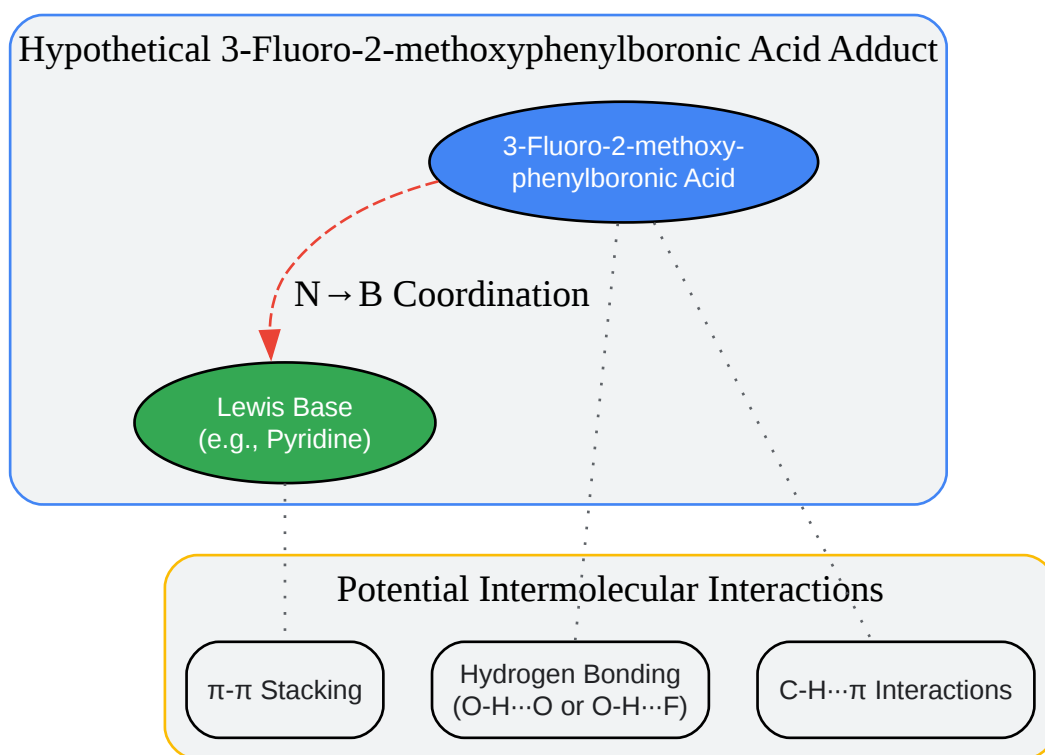 Hypothetical 3-Fluoro-2-methoxyphenylboronic Acid Adduct
3-Fluoro-2-methoxy-
phenylboronic Acid
N→B Coordination
Lewis Base
(e.g., Pyridine)
Potential Intermolecular Interactions
π-π Stacking
Hydrogen Bonding
(O-H···O or O-H···F)
C-H···π Interactions